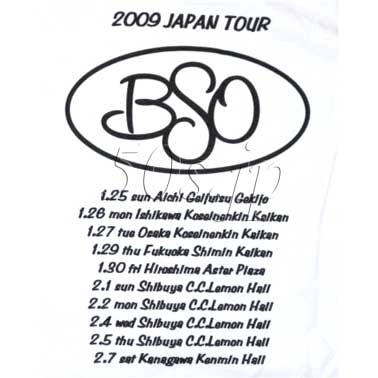 2009 JAPAN TOUR
BSO
50s.jp
1.25 sun Aichi Geijutsu Gekijo
1.26 mon Ishikawa Koseinenkin Kaikan
1.27 tue Osaka Koseinenkin Kaikan
1.29 thu Fukuoka Shimin Kaikan
1.30 fri Hiroshima Aster Plaza
2.1 sun Shibuya C.C.Lemon Hall
2.2 mon Shibuya C.C.Lemon Hall
2.4 wed Shibuya C.C.Lemon Hall
2.5 thu Shibuya C.C.Lemon Hall
2.7 sat Kanagawa Kenmin Hall